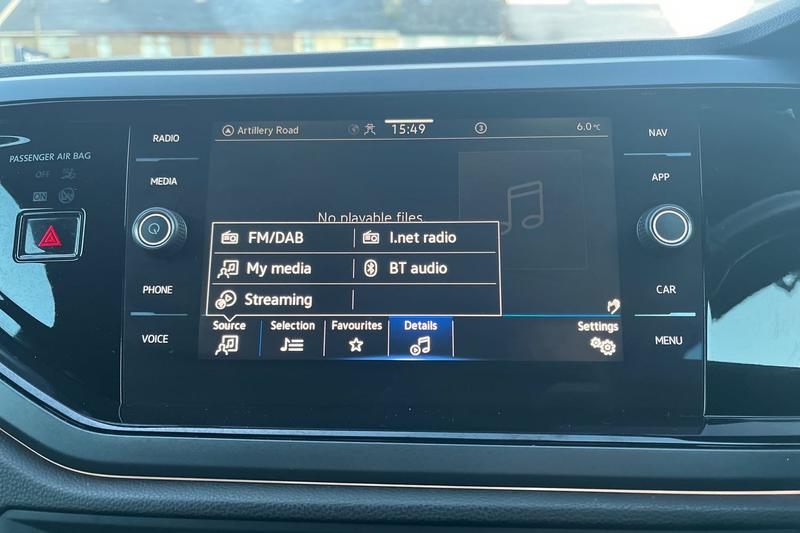 RADIO
MEDIA
PHONE
VOICE
PASSENGER AIR BAG
OFF
ON
Artillery Road
15:49
3
6.0°C
No playable files.
FM/DAB
I.net radio
My media
BT audio
Streaming
Source
Selection
Favourites
Details
Settings
NAV
APP
CAR
MENU